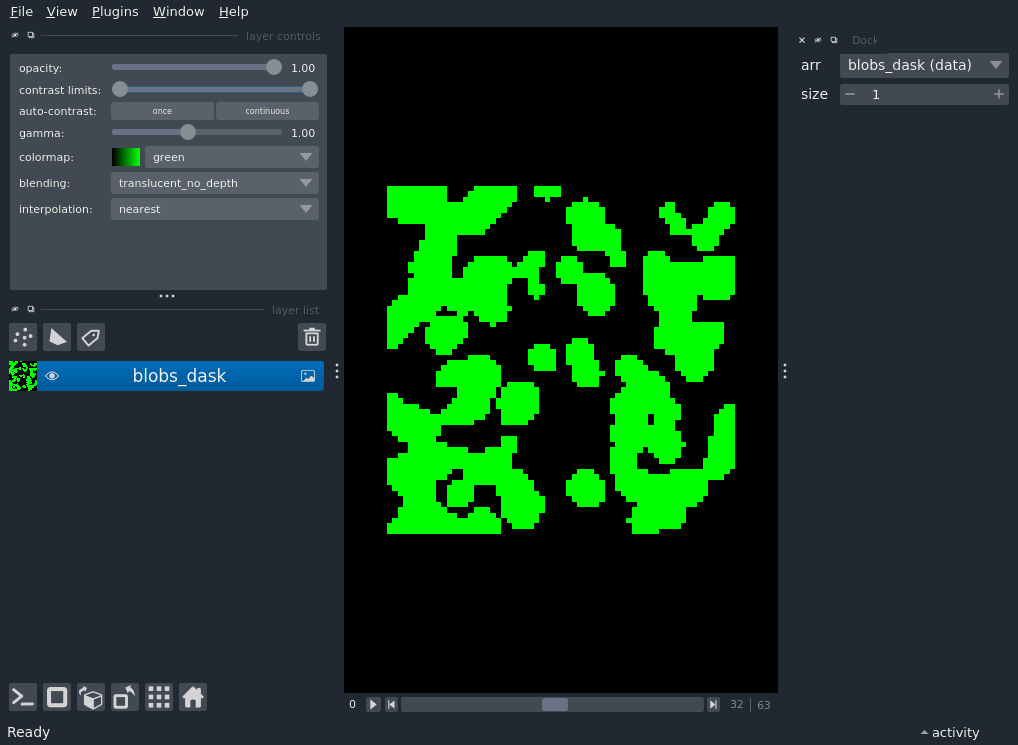 File View Plugins Window Help
layer controls
opacity: 1.00
contrast limits:
auto-contrast: once continuous
gamma: 1.00
colormap: green
blending: translucent_no_depth
interpolation: nearest
layer list
blobs_dask
0 32 | 63
Ready
Dock
arr blobs_dask (data)
size 1
activity